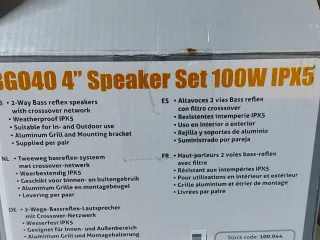 BG040 4" Speaker Set 100W IPX5
• 2-Way Bass reflex speakers
with crossover network
• Weatherproof IPX5
• Suitable for In- and Outdoor use
• Aluminum Grill and Mounting bracket
• Supplied per pair
ES • Altavoces 2 vias Bass reflex
con filtro crosssover
• Resistentes intemperie IPX5
• Uso en interior o exterior
• Rejilla y soportes de aluminio
• Suministrado por pareja
NL • Tweeweg basreflex-systeem
met crossover-netwerk
• Weerbestendig IPX5
• Geschikt voor binnen- en buitengebruik
• Aluminium Grille en montagebeugel
• Levering per paar
FR • Haut-parleurs 2 voies bass-reflex
avec filtre
• Résistant aux intempéries IPX5
• Pour utilisations en intérieur et extérieur
• Grille aluminium et étrier de montage
• Livrées par paire
DE • 2-Wege-Bassreflex-Lautsprecher
mit Crossover-Netzwerk
• Wetterfest IPX5
• Geeignet für innen- und außen
• Aluminium Grill und Montagehalterung
Stock code: 100.044